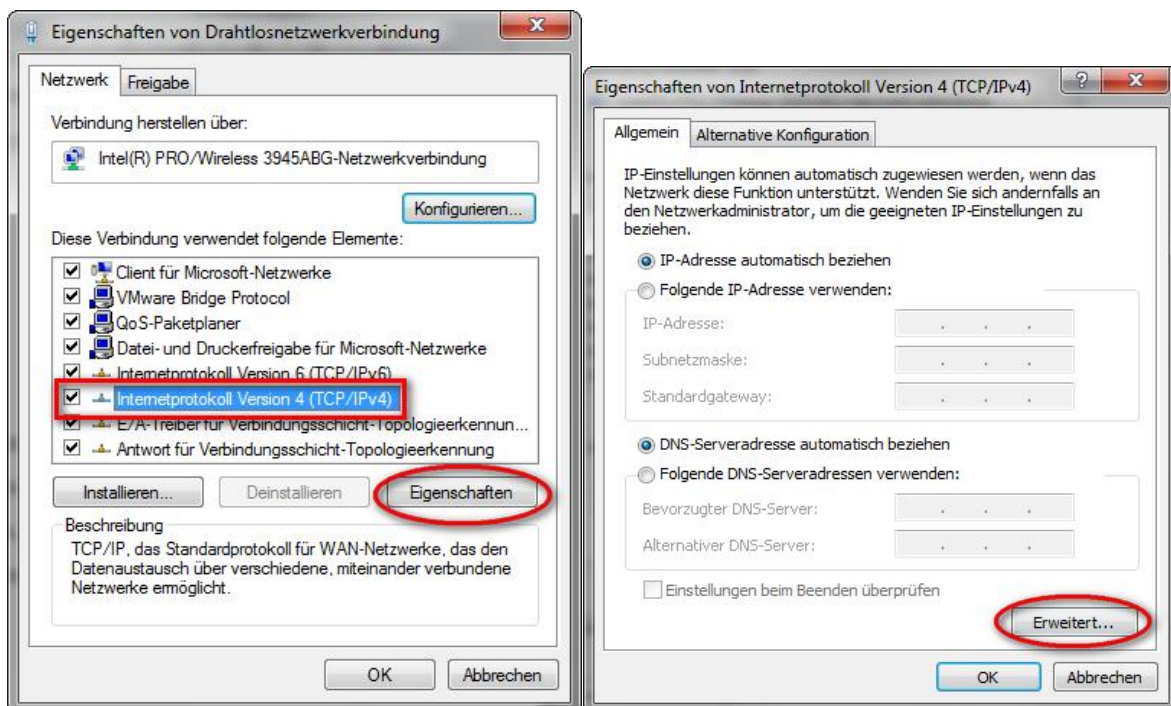 Eigenschaften von Drahtlosnetzwerkverbindung
Netzwerk Freigabe
Verbindung herstellen über:
Intel(R) PRO/Wireless 3945ABG-Netzwerkverbindung
Konfigurieren...
Diese Verbindung verwendet folgende Elemente:
Client für Microsoft-Netzwerke
VMware Bridge Protocol
QoS-Paketplaner
Datei- und Druckerfreigabe für Microsoft-Netzwerke
Internetprotokoll Version 6 (TCP/IPv6)
Internetprotokoll Version 4 (TCP/IPv4)
E/A-Treiber für Verbindungsschicht-Topologieerkennun...
Antwort für Verbindungsschicht-Topologieerkennung
Installieren... Deinstallieren Eigenschaften
Beschreibung
TCP/IP, das Standardprotokoll für WAN-Netzwerke, das den
Datenaustausch über verschiedene, miteinander verbundene
Netzwerke ermöglicht.
OK Abbrechen
Eigenschaften von Internetprotokoll Version 4 (TCP/IPv4)
Allgemein Alternative Konfiguration
IP-Einstellungen können automatisch zugewiesen werden, wenn das
Netzwerk diese Funktion unterstützt. Wenden Sie sich andernfalls an
den Netzwerkadministrator, um die geeigneten IP-Einstellungen zu
beziehen.
IP-Adresse automatisch beziehen
Folgende IP-Adresse verwenden:
IP-Adresse:
Subnetzmaske:
Standardgateway:
DNS-Serveradresse automatisch beziehen
Folgende DNS-Serveradressen verwenden:
Bevorzugter DNS-Server:
Alternativer DNS-Server:
Einstellungen beim Beenden überprüfen
Erweitert...
OK Abbrechen